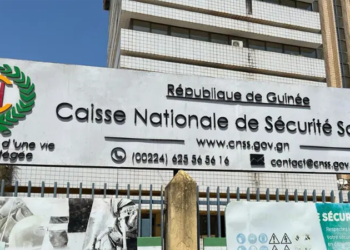 République de Guinée
Caisse Nationale de Sécurité So
www.cnss.gov.gn
d'une vie
(00224) 625 56 56 16
contact@cnss.gov
SÉCUR